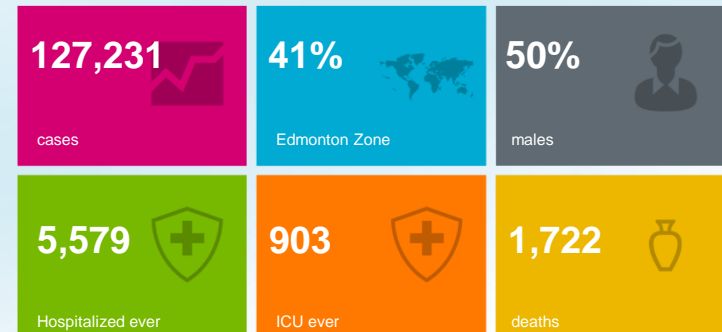 127,231
cases
41%
Edmonton Zone
50%
males
5,579
Hospitalized ever
903
ICU ever
1,722
deaths